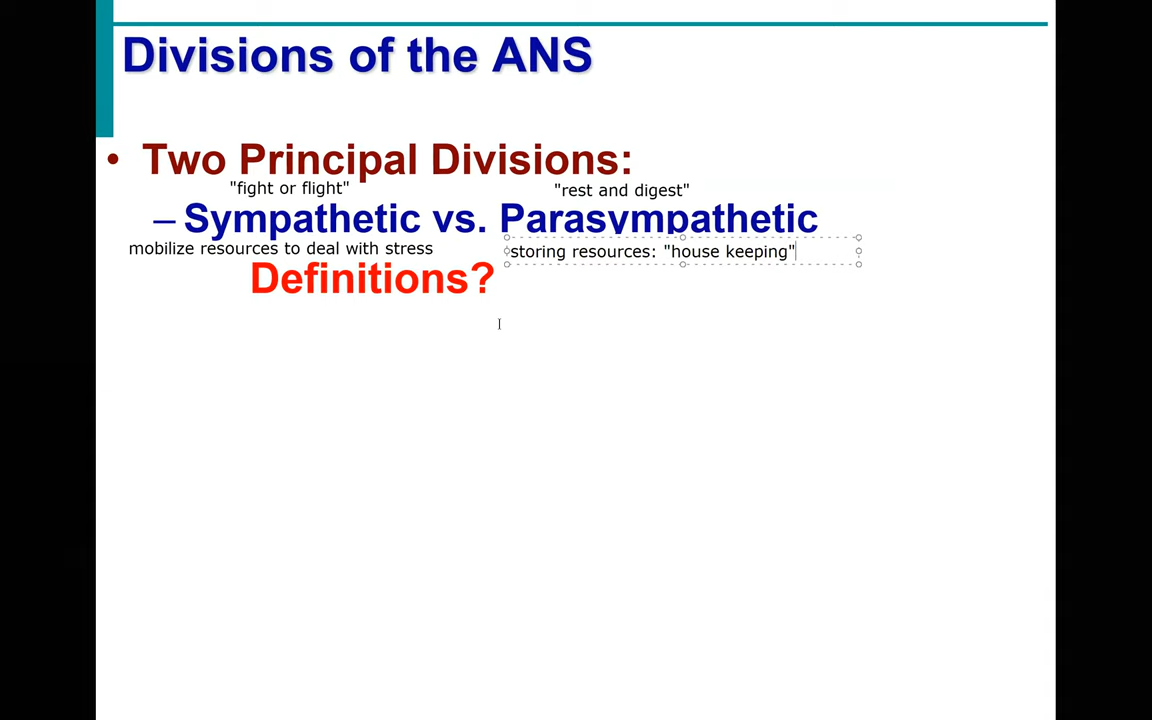 Divisions of the ANS
• Two Principal Divisions:
"fight or flight" "rest and digest"
– Sympathetic vs. Parasympathetic
mobilize resources to deal with stress storing resources: "house keeping"
Definitions?